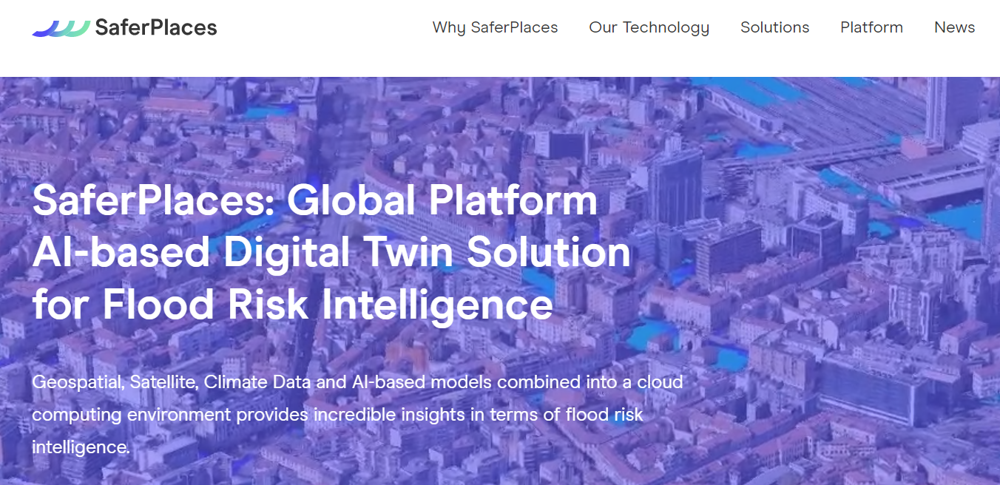 SaferPlaces
Why SaferPlaces
Our Technology
Solutions
Platform
News
SaferPlaces: Global Platform
AI-based Digital Twin Solution
for Flood Risk Intelligence
Geospatial, Satellite, Climate Data and AI-based models combined into a cloud
computing environment provides incredible insights in terms of flood risk
intelligence.